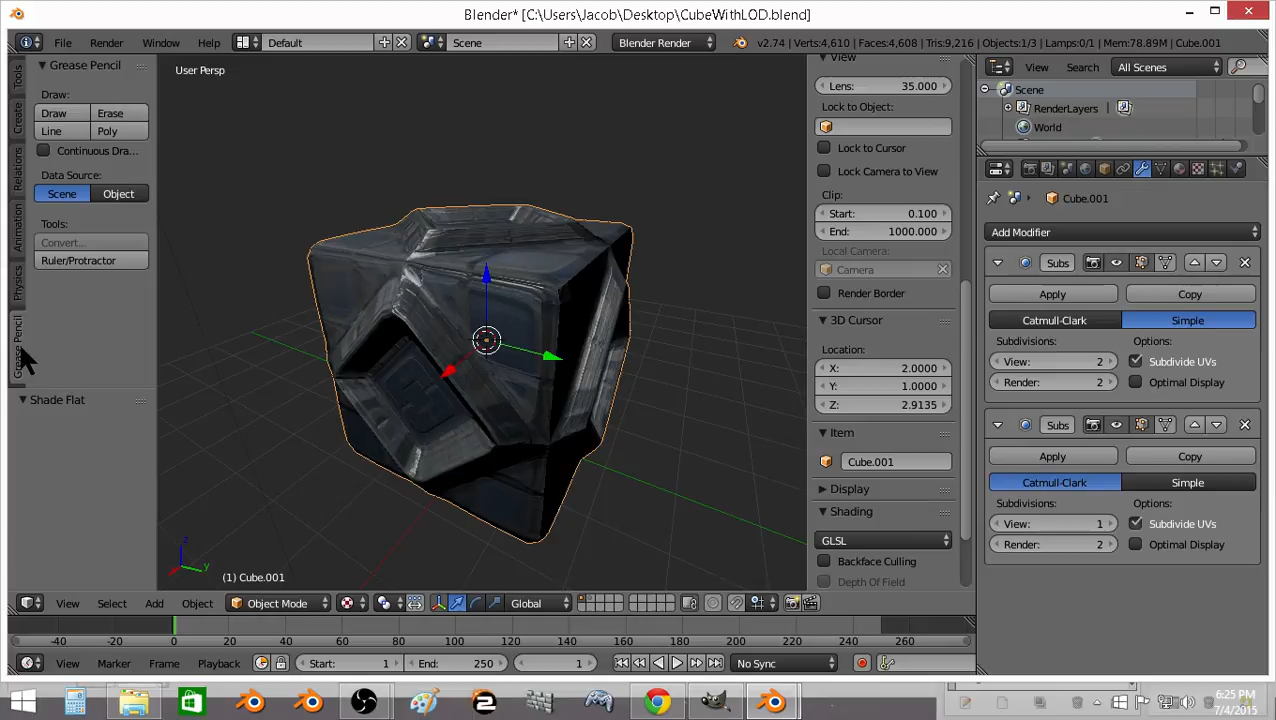 Blender* [C:\Users\Jacob\Desktop\CubeWithLOD.blend]
File Render Window Help Default Scene Blender Render v2.74 | Verts:4,610 | Faces:4,608 | Tris:9,216 | Objects:1/3 | Lamps:0/1 | Mem:78.89M | Cube.001
Tools
Create
Relations
Animation
Physics
Grease Pencil
Grease Pencil
Draw:
Draw Erase
Line Poly
Continuous Dra...
Data Source:
Scene Object
Tools:
Convert...
Ruler/Protractor
Shade Flat
User Persp
(1) Cube.001
View
Lens: 35.000
Lock to Object:
Lock to Cursor
Lock Camera to View
Clip:
Start: 0.100
End: 1000.000
Local Camera:
Camera
Render Border
3D Cursor
Location:
X: 2.0000
Y: 1.0000
Z: 2.9135
Item
Cube.001
Display
Shading
GLSL
Backface Culling
Depth Of Field
View Search All Scenes
Scene
RenderLayers
World
Cube.001
Add Modifier
Subs
Apply Copy
Catmull-Clark Simple
Subdivisions: Options:
View: 2 Subdivide UVs
Render: 2 Optimal Display
Subs
Apply Copy
Catmull-Clark Simple
Subdivisions: Options:
View: 1 Subdivide UVs
Render: 2 Optimal Display
View Select Add Object Object Mode Global
-40 -20 0 20 40 60 80 100 120 140 160 180 200 220 240 260
View Marker Frame Playback Start: 1 End: 250 1 No Sync
6:25 PM
7/4/2015